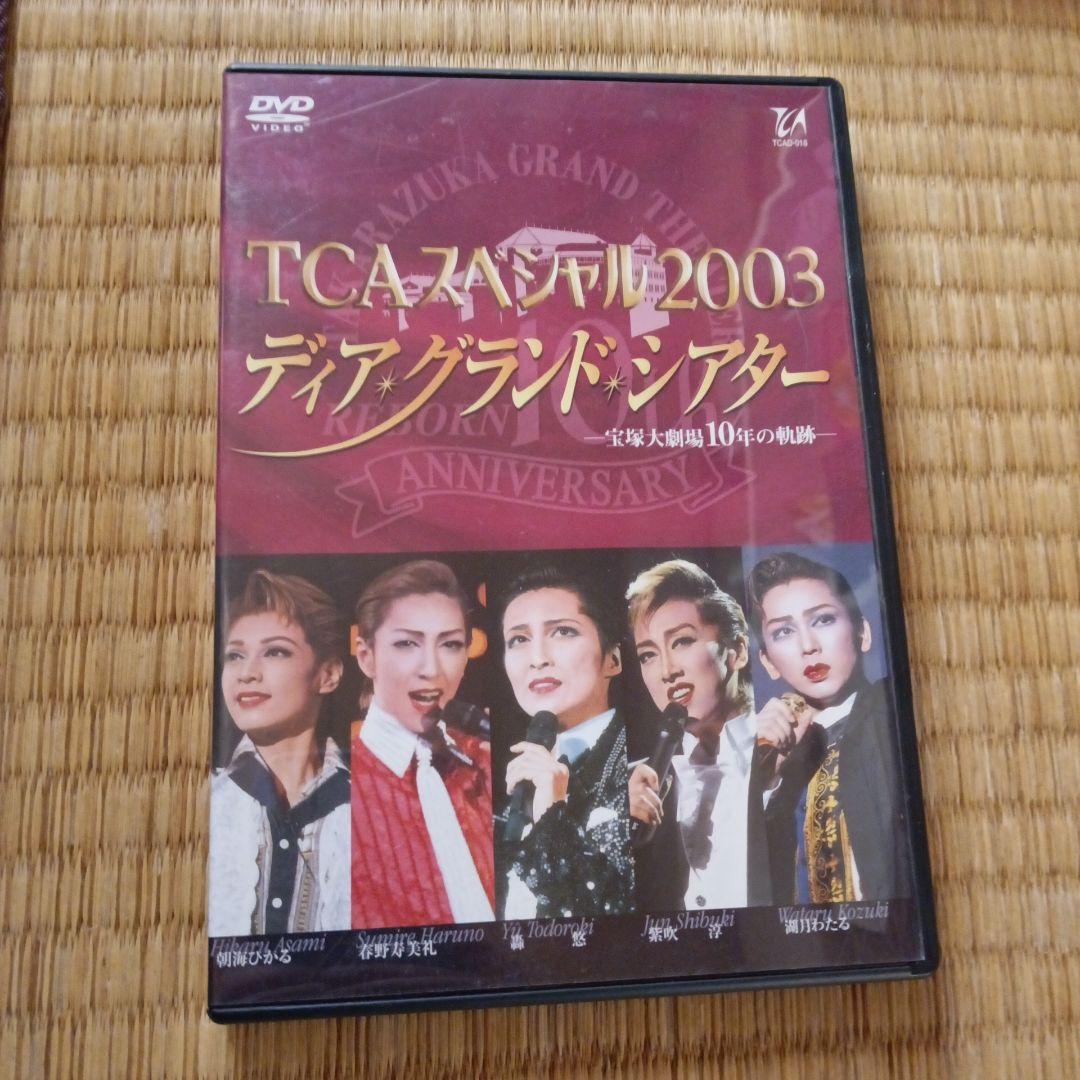 DVD
VIDEO
TCA
TCAD-018
TAKARAZUKA GRAND THEATER
TCAスペシャル2003
ディア・グランド・シアター
REBORN 10th
―宝塚大劇場10年の軌跡―
ANNIVERSARY
Hikaru Asami
朝海ひかる
Sumire Haruno
春野寿美礼
Yû Todoroki
轟 悠
Jun Shibuki
紫吹 淳
Wataru Kozuki
湖月わたる